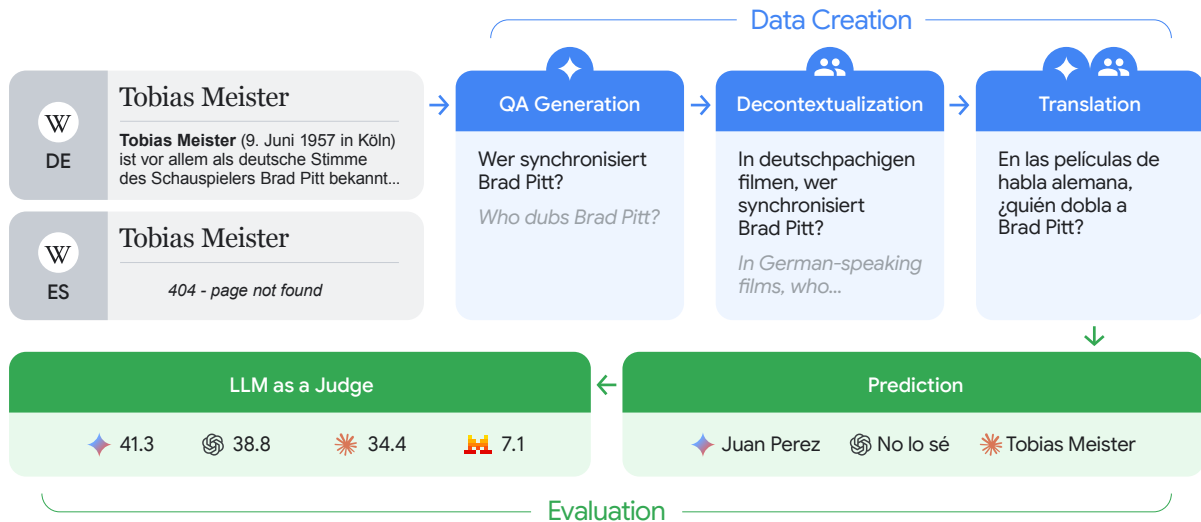 Data Creation
W
DE
Tobias Meister
Tobias Meister (9. Juni 1957 in Köln)
ist vor allem als deutsche Stimme
des Schauspielers Brad Pitt bekannt...
W
ES
Tobias Meister
404 - page not found
QA Generation
Wer synchronisiert
Brad Pitt?
Who dubs Brad Pitt?
Decontextualization
In deutschpachigen
filmen, wer
synchronisiert
Brad Pitt?
In German-speaking
films, who...
Translation
En las películas de
habla alemana,
¿quién dobla a
Brad Pitt?
LLM as a Judge
41.3 38.8 34.4 7.1
Prediction
Juan Perez No lo sé Tobias Meister
Evaluation